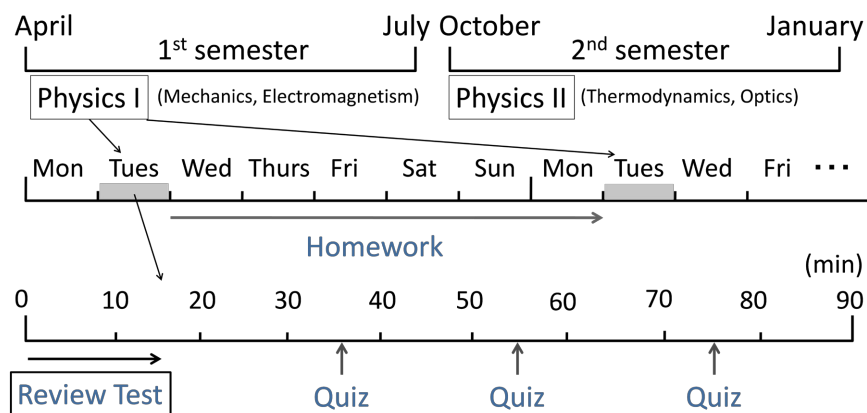 April July October January
1st semester 2nd semester
Physics I (Mechanics, Electromagnetism) Physics II (Thermodynamics, Optics)
Mon Tues Wed Thurs Fri Sat Sun Mon Tues Wed Fri ...
Homework
(min)
0 10 20 30 40 50 60 70 80 90
Review Test Quiz Quiz Quiz